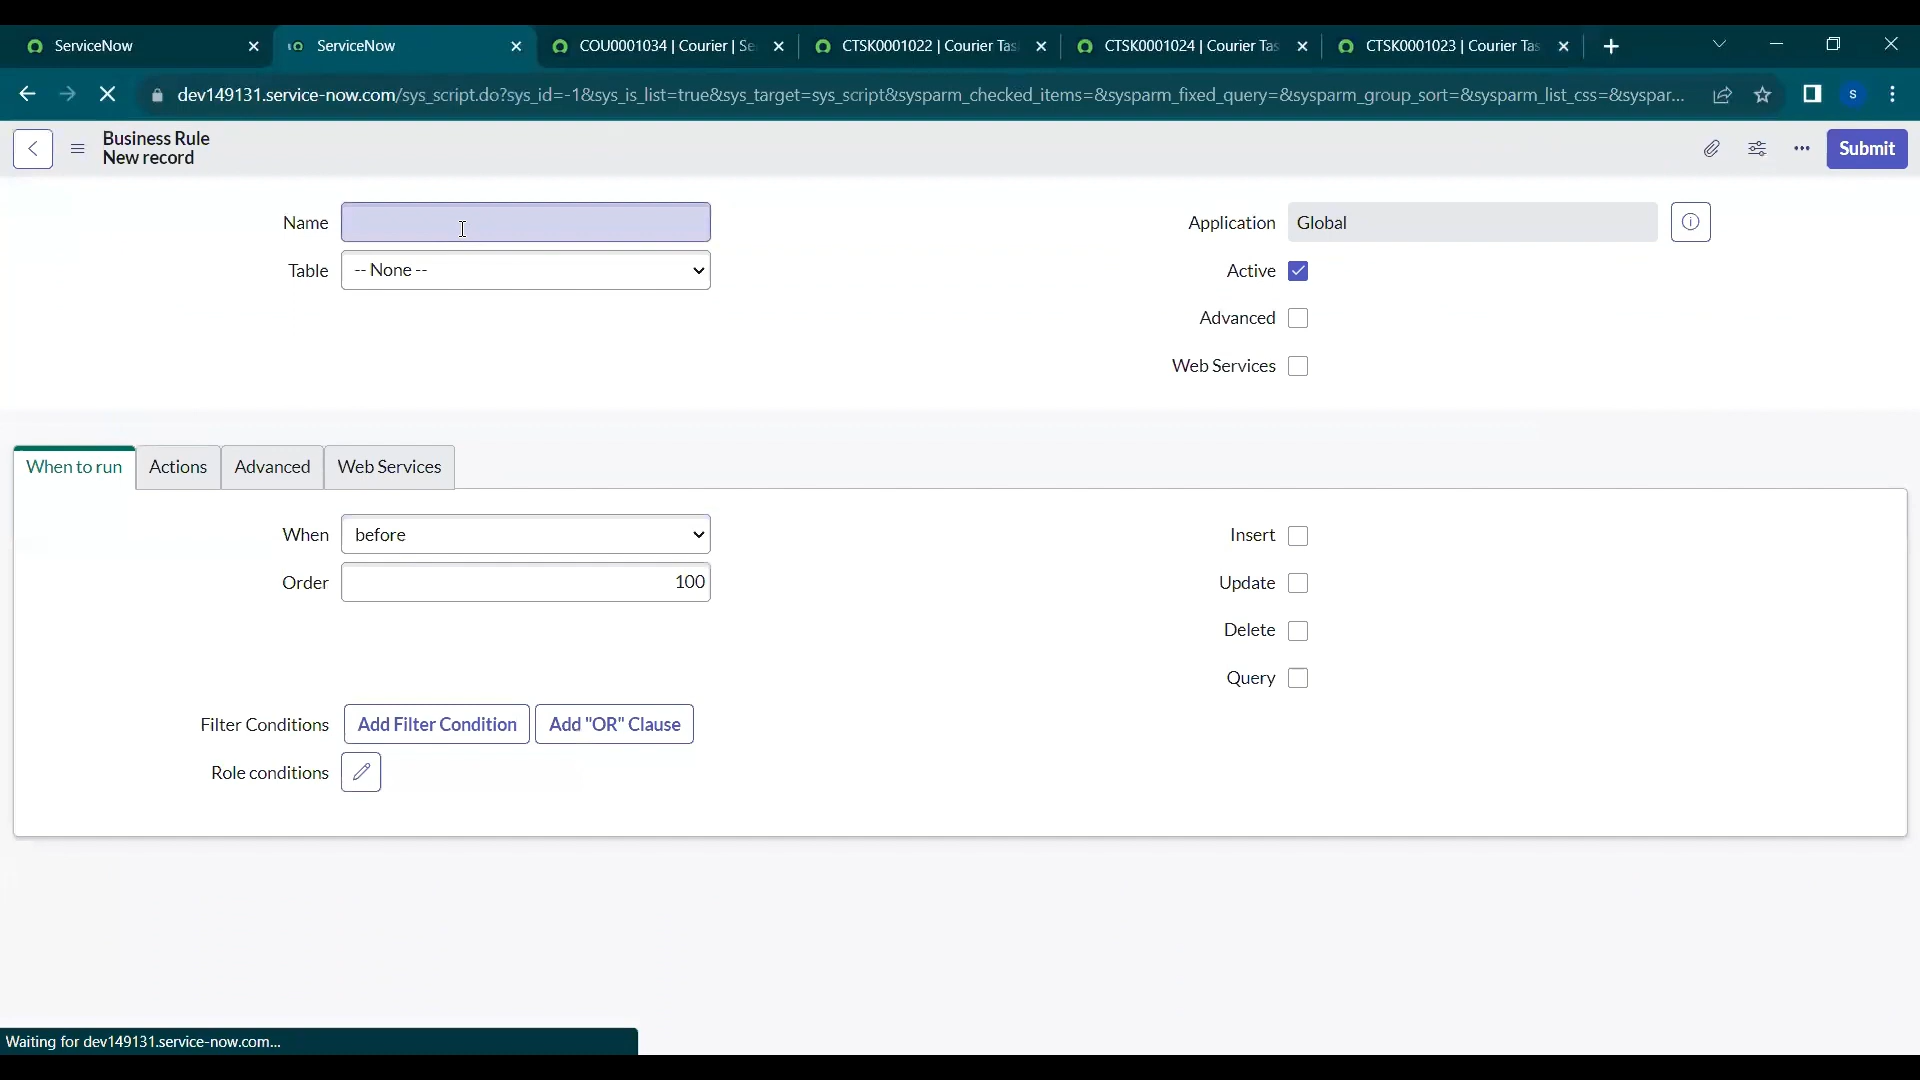 ServiceNow
ServiceNow
COU0001034 | Courier | Se
CTSK0001022 | Courier Tas
CTSK0001024 | Courier Tas
CTSK0001023 | Courier Tas
dev149131.service-now.com/sys_script.do?sys_id=-1&sys_is_list=true&sys_target=sys_script&sysparm_checked_items=&sysparm_fixed_query=&sysparm_group_sort=&sysparm_list_css=&syspar...
S
Business Rule
New record
Submit
Name
Application
Global
Table
-- None --
Active
Advanced
Web Services
When to run
Actions
Advanced
Web Services
When
before
Insert
Order
100
Update
Delete
Query
Filter Conditions
Add Filter Condition
Add "OR" Clause
Role conditions
Waiting for dev149131.service-now.com...